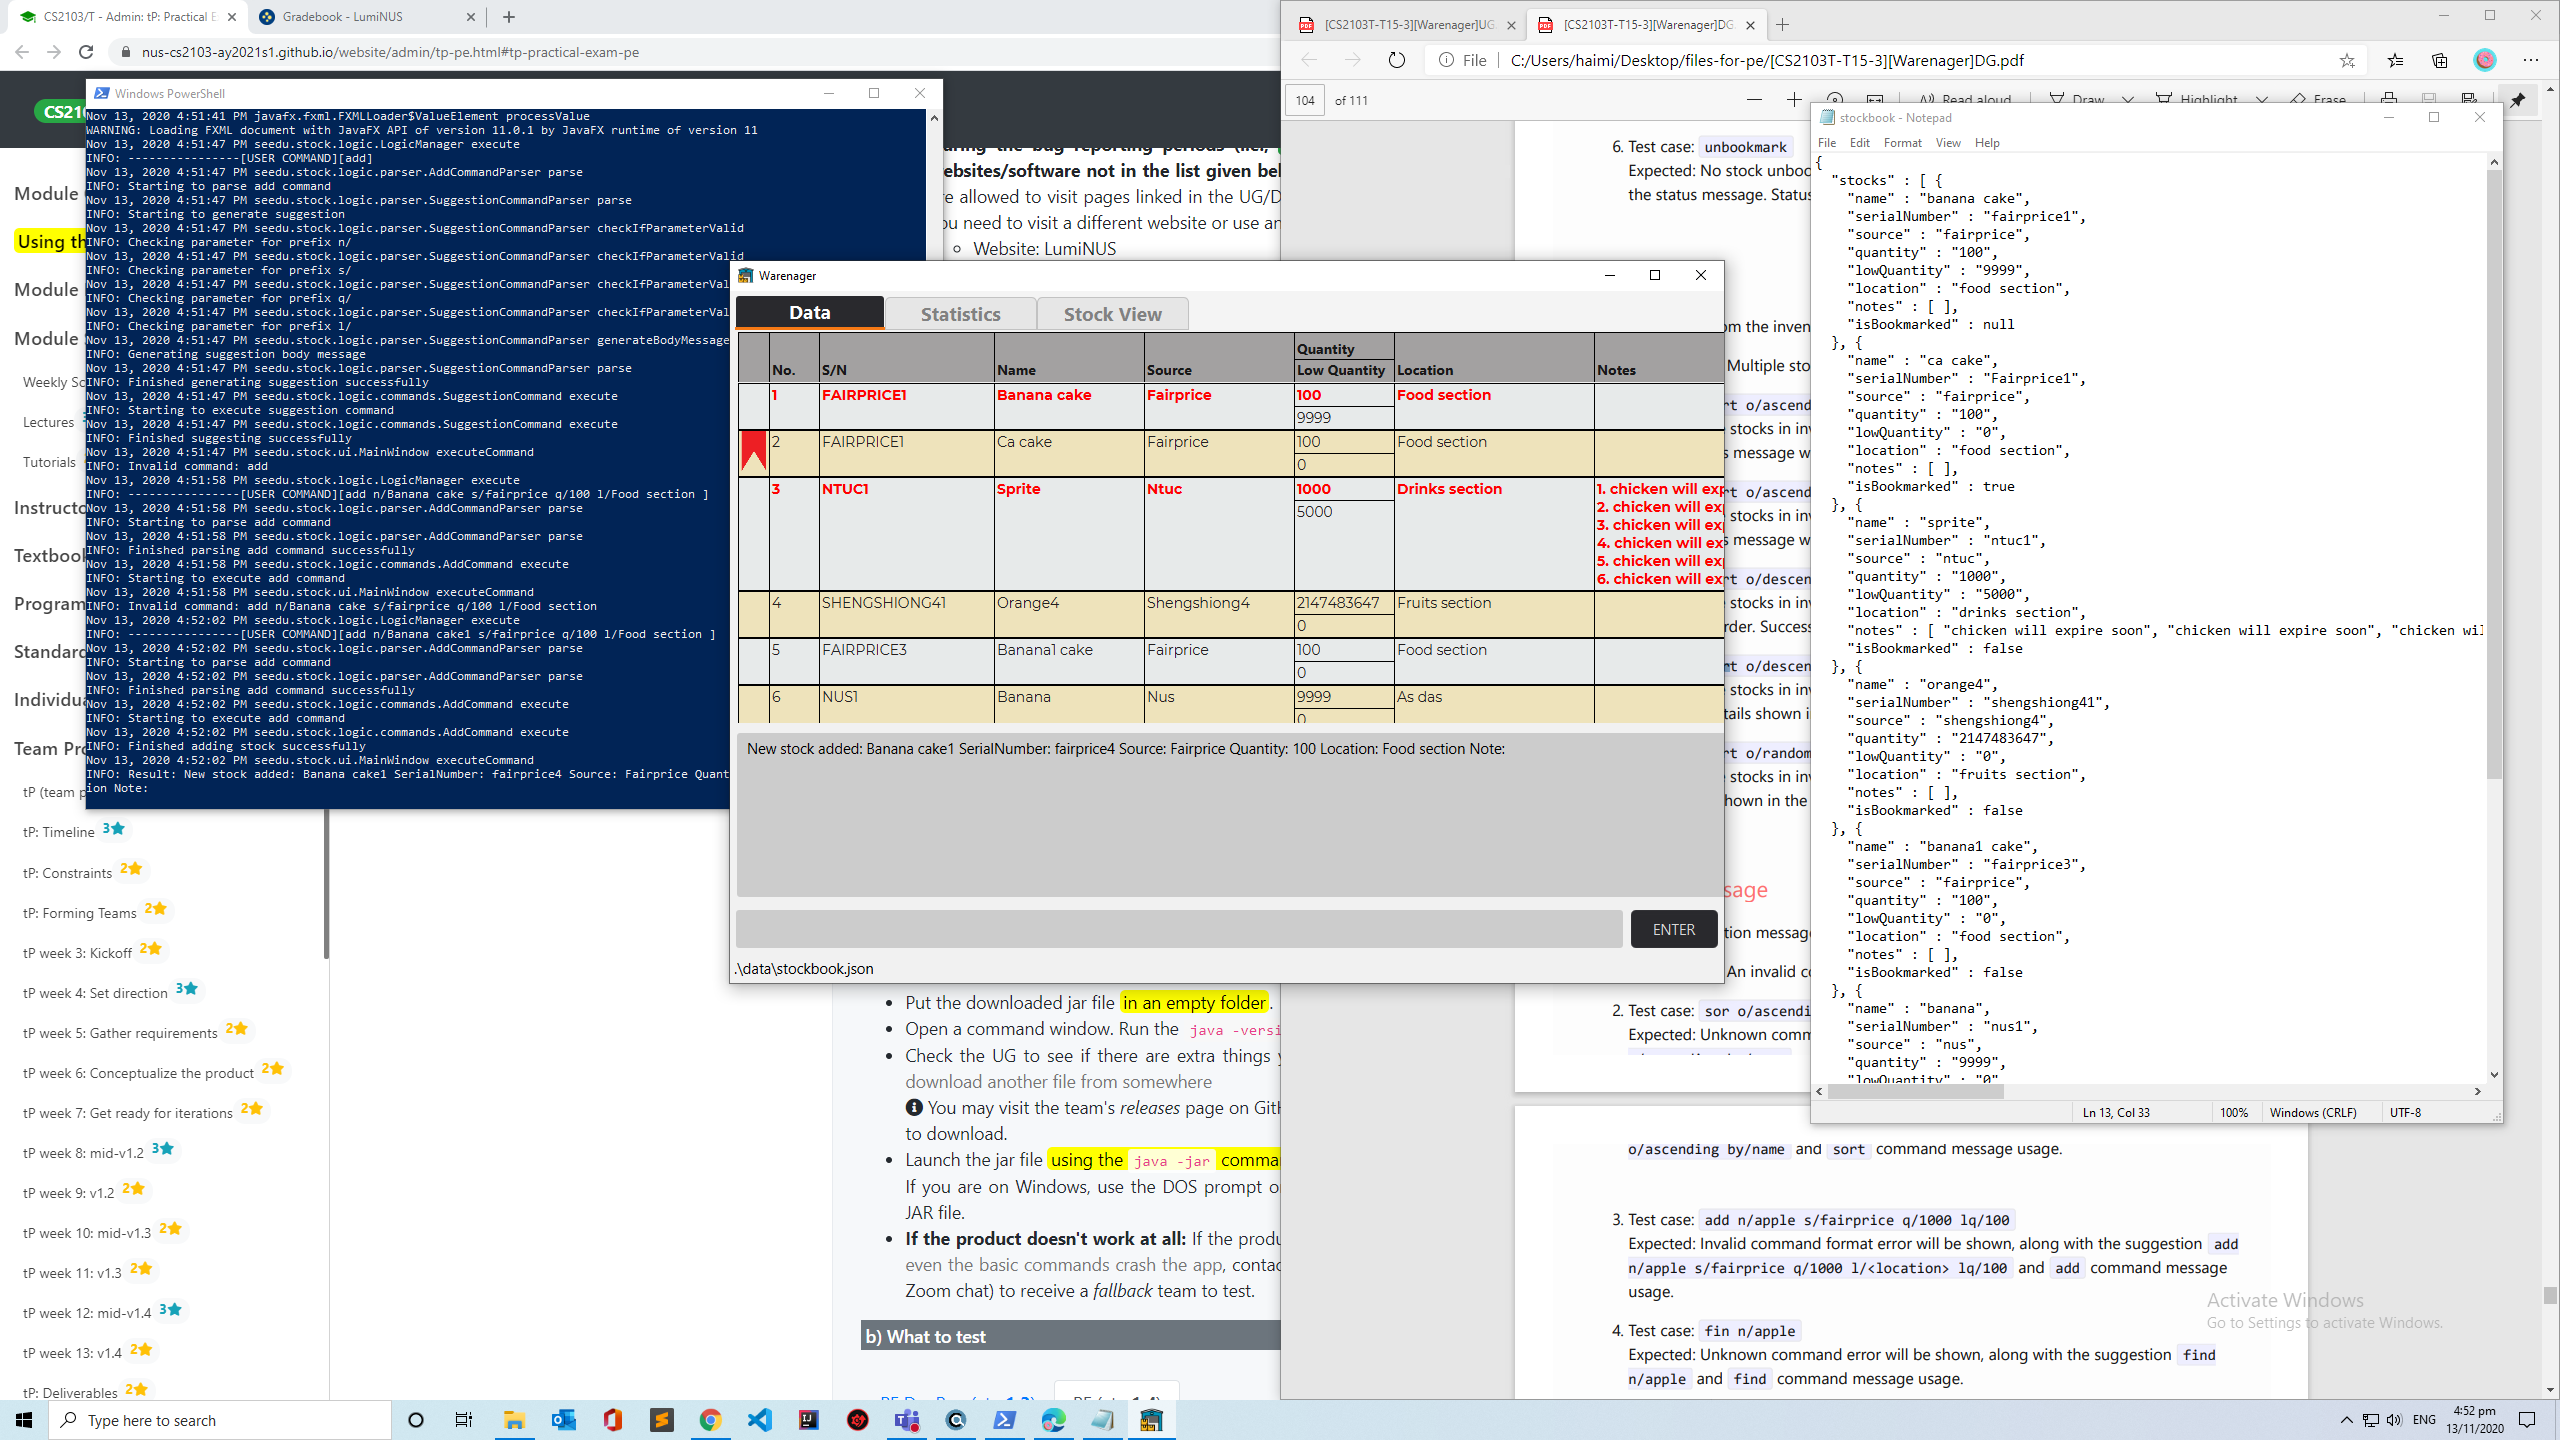 CS2103/T - Admin: tP: Practical E
Gradebook - LumiNUS
nus-cs2103-ay2021s1.github.io/website/admin/tp-pe.html#tp-practical-exam-pe
[CS2103T-T15-3][Warenager]UG
[CS2103T-T15-3][Warenager]DG
File
C:/Users/haimi/Desktop/files-for-pe/[CS2103T-T15-3][Warenager]DG.pdf
104 of 111
Read aloud
Draw
Highlight
Erase
Module
Using th
Module
Module
Weekly Sc
Lectures
Tutorials
Instructo
Textbook
Program
Standard
Individua
Team Pro
tP (team p
tP: Timeline 3
tP: Constraints 2
tP: Forming Teams 2
tP week 3: Kickoff 2
tP week 4: Set direction 3
tP week 5: Gather requirements 2
tP week 6: Conceptualize the product 2
tP week 7: Get ready for iterations 2
tP week 8: mid-v1.2 3
tP week 9: v1.2 2
tP week 10: mid-v1.3 2
tP week 11: v1.3 2
tP week 12: mid-v1.4 3
tP week 13: v1.4 2
tP: Deliverables 2
Windows PowerShell
Nov 13, 2020 4:51:41 PM javafx.fxml.FXMLLoader$ValueElement processValue
WARNING: Loading FXML document with JavaFX API of version 11.0.1 by JavaFX runtime of version 11
Nov 13, 2020 4:51:47 PM seedu.stock.logic.LogicManager execute
INFO: ----------------[USER COMMAND][add]
Nov 13, 2020 4:51:47 PM seedu.stock.logic.parser.AddCommandParser parse
INFO: Starting to parse add command
Nov 13, 2020 4:51:47 PM seedu.stock.logic.parser.SuggestionCommandParser parse
INFO: Starting to generate suggestion
Nov 13, 2020 4:51:47 PM seedu.stock.logic.parser.SuggestionCommandParser checkIfParameterValid
INFO: Checking parameter for prefix n/
Nov 13, 2020 4:51:47 PM seedu.stock.logic.parser.SuggestionCommandParser checkIfParameterValid
INFO: Checking parameter for prefix s/
Nov 13, 2020 4:51:47 PM seedu.stock.logic.parser.SuggestionCommandParser checkIfParameterVal
INFO: Checking parameter for prefix q/
Nov 13, 2020 4:51:47 PM seedu.stock.logic.parser.SuggestionCommandParser checkIfParameterVal
INFO: Checking parameter for prefix l/
Nov 13, 2020 4:51:47 PM seedu.stock.logic.parser.SuggestionCommandParser generateBodyMessage
INFO: Generating suggestion body message
Nov 13, 2020 4:51:47 PM seedu.stock.logic.parser.SuggestionCommandParser parse
INFO: Finished generating suggestion successfully
Nov 13, 2020 4:51:47 PM seedu.stock.logic.commands.SuggestionCommand execute
INFO: Starting to execute suggestion command
Nov 13, 2020 4:51:47 PM seedu.stock.logic.commands.SuggestionCommand execute
INFO: Finished suggesting successfully
Nov 13, 2020 4:51:47 PM seedu.stock.ui.MainWindow executeCommand
INFO: Invalid command: add
Nov 13, 2020 4:51:58 PM seedu.stock.logic.LogicManager execute
INFO: ----------------[USER COMMAND][add n/Banana cake s/fairprice q/100 l/Food section ]
Nov 13, 2020 4:51:58 PM seedu.stock.logic.parser.AddCommandParser parse
INFO: Starting to parse add command
Nov 13, 2020 4:51:58 PM seedu.stock.logic.parser.AddCommandParser parse
INFO: Finished parsing add command successfully
Nov 13, 2020 4:51:58 PM seedu.stock.logic.commands.AddCommand execute
INFO: Starting to execute add command
Nov 13, 2020 4:51:58 PM seedu.stock.ui.MainWindow executeCommand
INFO: Invalid command: add n/Banana cake s/fairprice q/100 l/Food section
Nov 13, 2020 4:52:02 PM seedu.stock.logic.LogicManager execute
INFO: ----------------[USER COMMAND][add n/Banana cake1 s/fairprice q/100 l/Food section ]
Nov 13, 2020 4:52:02 PM seedu.stock.logic.parser.AddCommandParser parse
INFO: Starting to parse add command
Nov 13, 2020 4:52:02 PM seedu.stock.logic.parser.AddCommandParser parse
INFO: Finished parsing add command successfully
Nov 13, 2020 4:52:02 PM seedu.stock.logic.commands.AddCommand execute
INFO: Starting to execute add command
Nov 13, 2020 4:52:02 PM seedu.stock.logic.commands.AddCommand execute
INFO: Finished adding stock successfully
Nov 13, 2020 4:52:02 PM seedu.stock.ui.MainWindow executeCommand
INFO: Result: New stock added: Banana cake1 SerialNumber: fairprice4 Source: Fairprice Quant
ion Note:
ebsites/software not in the list given bel
e allowed to visit pages linked in the UG/D
ou need to visit a different website or use an
Website: LumiNUS
Warenager
Data Statistics Stock View
No. S/N Name Source Quantity Low Quantity Location Notes
1 FAIRPRICE1 Banana cake Fairprice 100 Food section
9999
2 FAIRPRICE1 Ca cake Fairprice 100 Food section
0
3 NTUC1 Sprite Ntuc 1000 Drinks section 1. chicken will exp
5000 2. chicken will exp
3. chicken will exp
4. chicken will exp
5. chicken will exp
6. chicken will exp
4 SHENGSHIONG41 Orange4 Shengshiong4 2147483647 Fruits section
0
5 FAIRPRICE3 Banana1 cake Fairprice 100 Food section
0
6 NUS1 Banana Nus 9999 As das
0
New stock added: Banana cake1 SerialNumber: fairprice4 Source: Fairprice Quantity: 100 Location: Food section Note:
ENTER
.\data\stockbook.json
Put the downloaded jar file in an empty folder.
Open a command window. Run the java -versi
Check the UG to see if there are extra things y
download another file from somewhere
You may visit the team's releases page on Gitl
to download.
Launch the jar file using the java -jar comma
If you are on Windows, use the DOS prompt o
JAR file.
If the product doesn't work at all: If the produ
even the basic commands crash the app, contac
Zoom chat) to receive a fallback team to test.
b) What to test
6. Test case: unbookmark
Expected: No stock unboo
the status message. Status
om the inven
Multiple sto
rt o/ascend
stocks in inv
s message w
rt o/ascend
stocks in inv
s message w
rt o/descen
stocks in inv
rder. Succes
rt o/descen
stocks in inv
tails shown i
rt o/random
stocks in inv
hown in the
sage
tion message
An invalid co
2. Test case: sor o/ascendi
Expected: Unknown comm
o/ascending by/name and sort command message usage.
3. Test case: add n/apple s/fairprice q/1000 lq/100
Expected: Invalid command format error will be shown, along with the suggestion add
n/apple s/fairprice q/1000 l/<location> lq/100 and add command message
usage.
4. Test case: fin n/apple
Expected: Unknown command error will be shown, along with the suggestion find
n/apple and find command message usage.
stockbook - Notepad
File Edit Format View Help
{
"stocks" : [ {
"name" : "banana cake",
"serialNumber" : "fairprice1",
"source" : "fairprice",
"quantity" : "100",
"lowQuantity" : "9999",
"location" : "food section",
"notes" : [ ],
"isBookmarked" : null
}, {
"name" : "ca cake",
"serialNumber" : "Fairprice1",
"source" : "fairprice",
"quantity" : "100",
"lowQuantity" : "0",
"location" : "food section",
"notes" : [ ],
"isBookmarked" : true
}, {
"name" : "sprite",
"serialNumber" : "ntuc1",
"source" : "ntuc",
"quantity" : "1000",
"lowQuantity" : "5000",
"location" : "drinks section",
"notes" : [ "chicken will expire soon", "chicken will expire soon", "chicken wil
"isBookmarked" : false
}, {
"name" : "orange4",
"serialNumber" : "shengshiong41",
"source" : "shengshiong4",
"quantity" : "2147483647",
"lowQuantity" : "0",
"location" : "fruits section",
"notes" : [ ],
"isBookmarked" : false
}, {
"name" : "banana1 cake",
"serialNumber" : "fairprice3",
"source" : "fairprice",
"quantity" : "100",
"lowQuantity" : "0",
"location" : "food section",
"notes" : [ ],
"isBookmarked" : false
}, {
"name" : "banana",
"serialNumber" : "nus1",
"source" : "nus",
"quantity" : "9999",
"lowQuantity" : "0"
Ln 13, Col 33 100% Windows (CRLF) UTF-8
Activate Windows
Go to Settings to activate Windows.
Type here to search
ENG
4:52 pm
13/11/2020